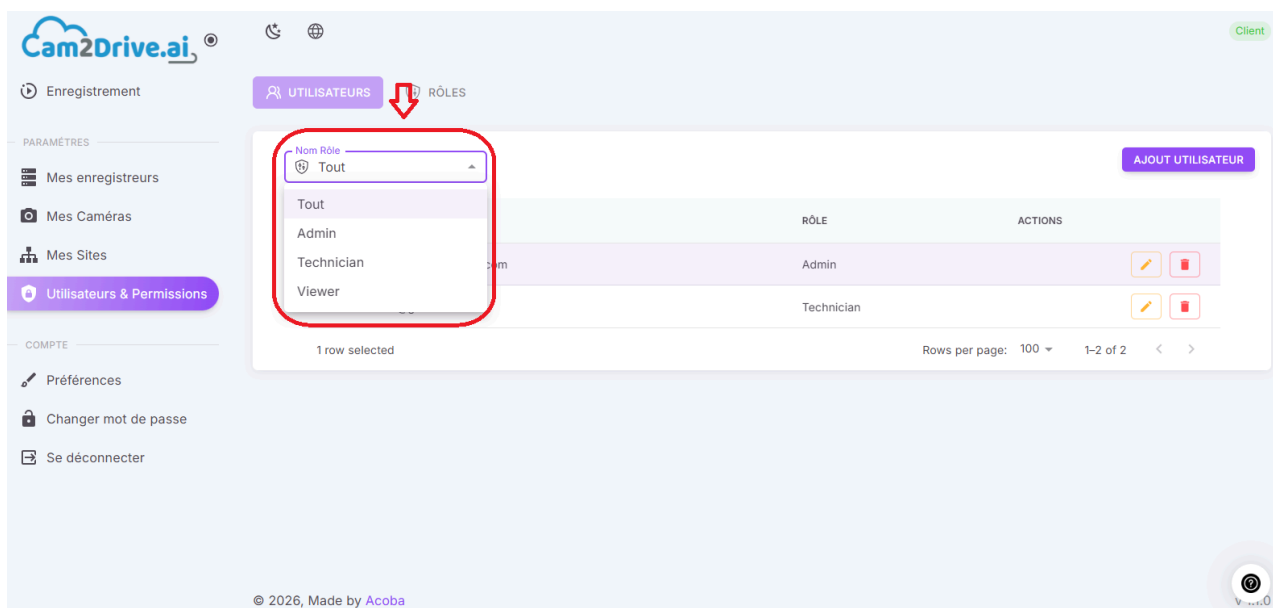 Cam2Drive.ai
Client
Enregistrement
PARAMÈTRES
Mes enregistreurs
Mes Caméras
Mes Sites
Utilisateurs & Permissions
COMPTE
Préférences
Changer mot de passe
Se déconnecter
UTILISATEURS
RÔLES
Nom Rôle
Tout
AJOUT UTILISATEUR
Tout
Admin
Technician
Viewer
RÔLE
ACTIONS
Admin
Technician
1 row selected
Rows per page: 100
1–2 of 2
© 2026, Made by Acoba